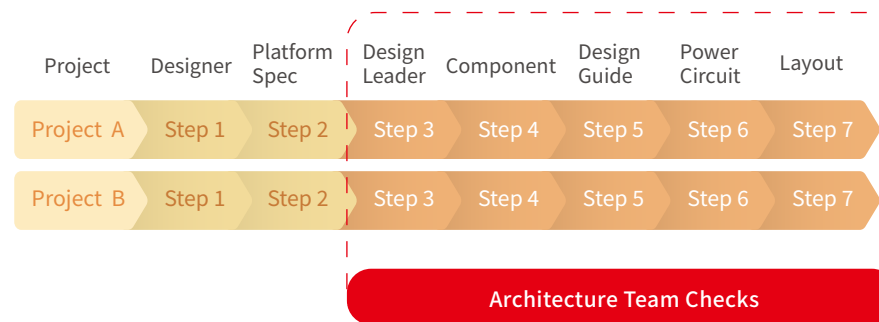 Project Designer Platform Spec Design Leader Component Design Guide Power Circuit Layout
Project A Step 1 Step 2 Step 3 Step 4 Step 5 Step 6 Step 7
Project B Step 1 Step 2 Step 3 Step 4 Step 5 Step 6 Step 7
Architecture Team Checks